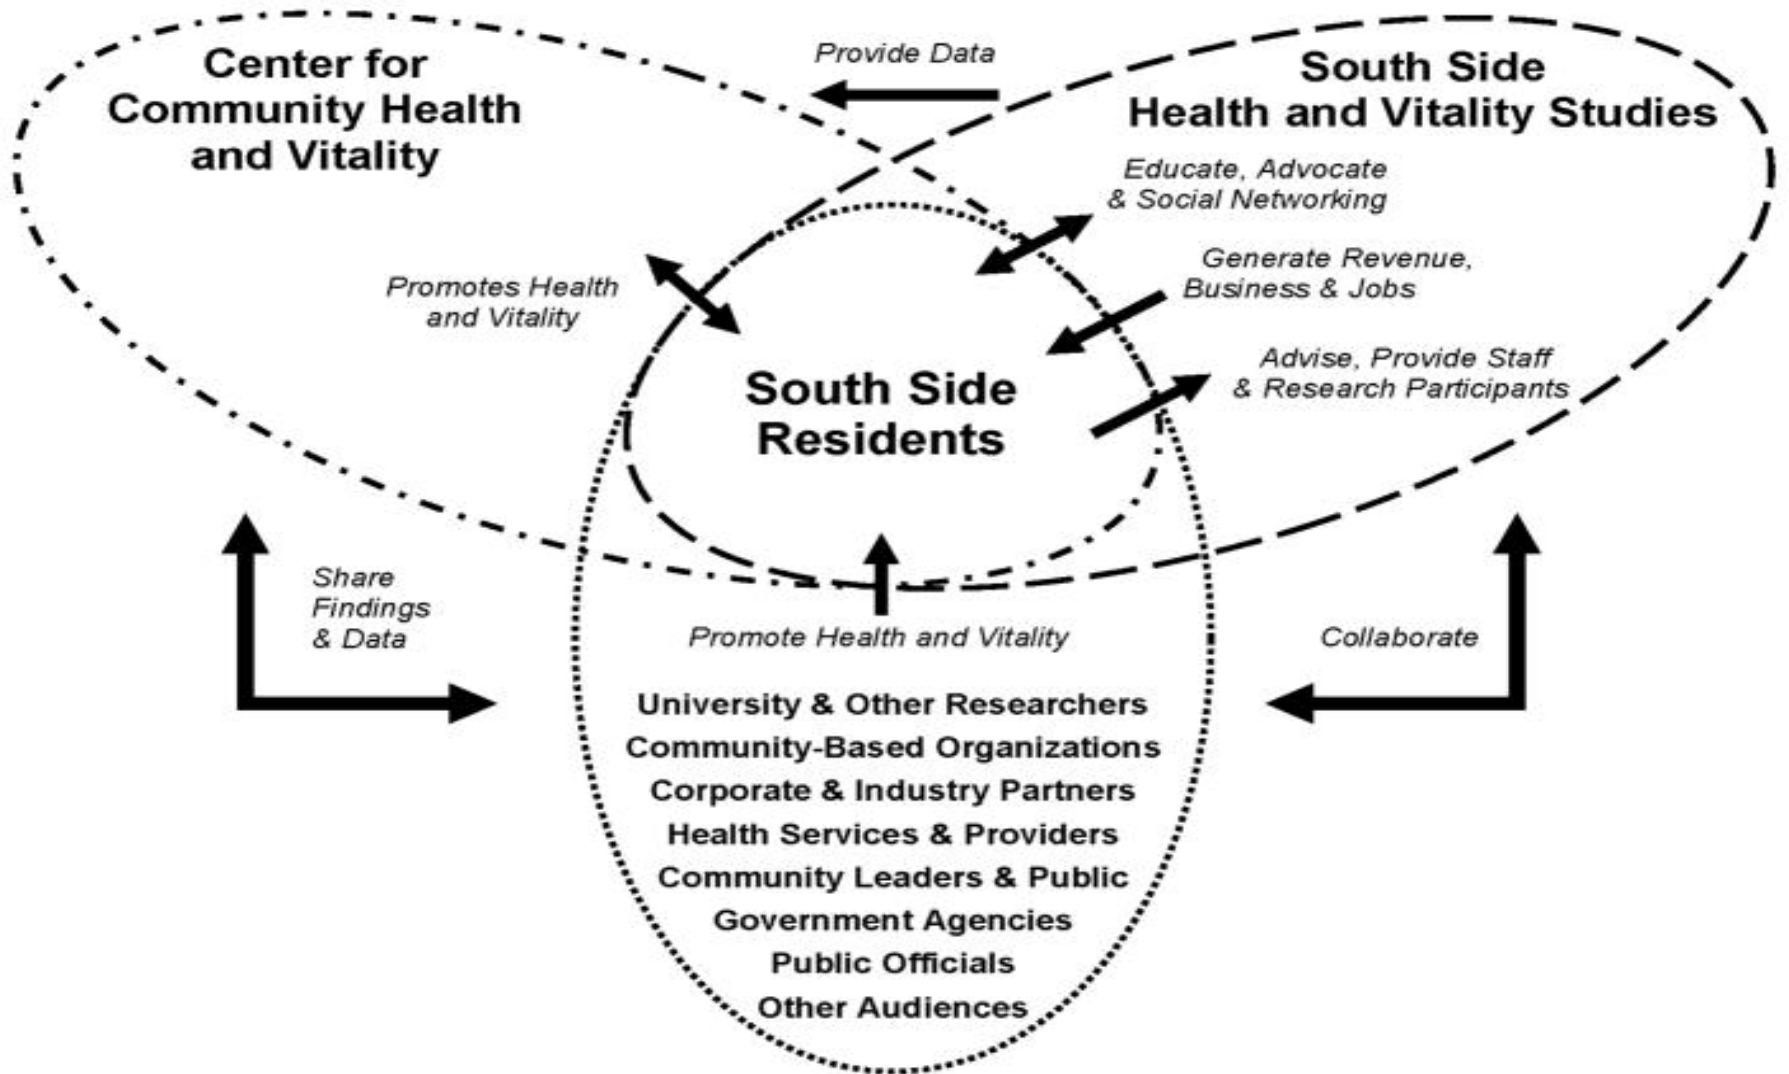 Center for
Community Health
and Vitality
Provide Data
South Side
Health and Vitality Studies
Educate, Advocate
& Social Networking
Generate Revenue,
Business & Jobs
Promotes Health
and Vitality
Advise, Provide Staff
& Research Participants
South Side
Residents
Share
Findings
& Data
Promote Health and Vitality
Collaborate
University & Other Researchers
Community-Based Organizations
Corporate & Industry Partners
Health Services & Providers
Community Leaders & Public
Government Agencies
Public Officials
Other Audiences